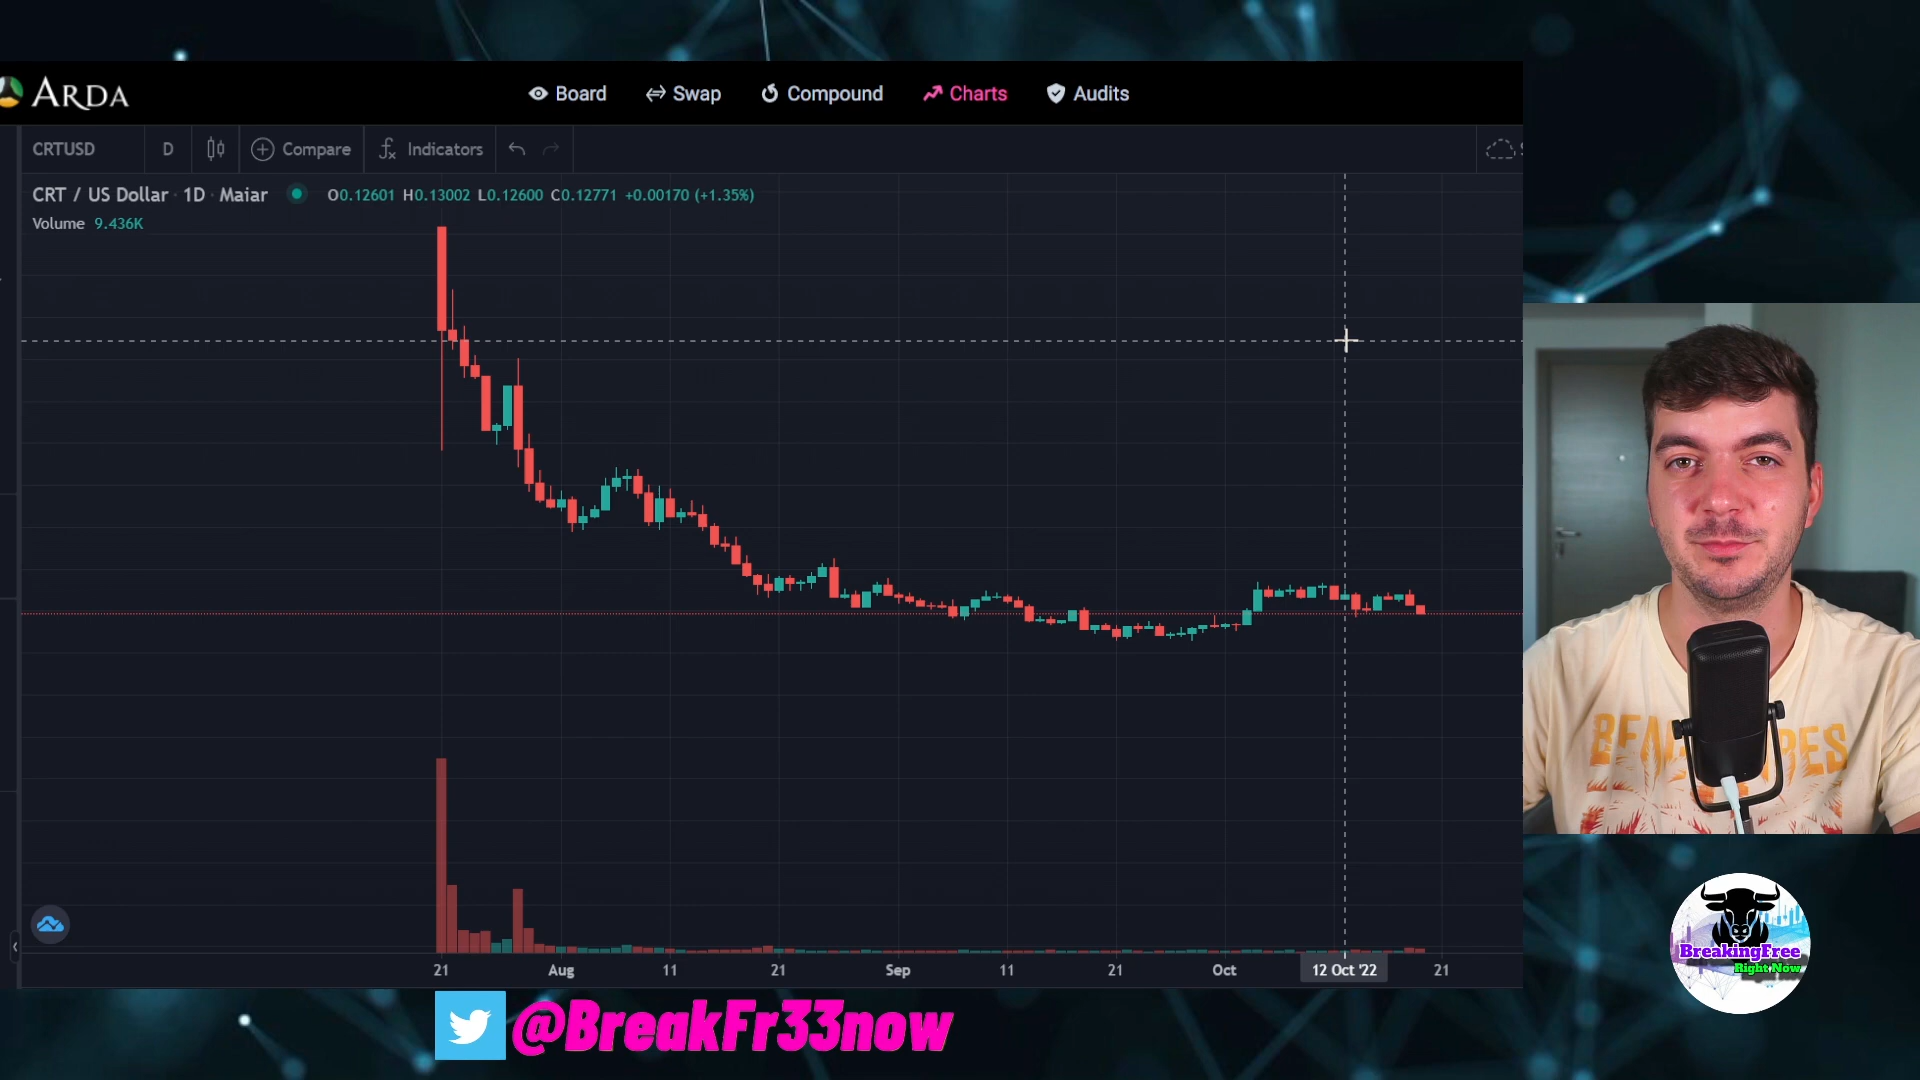 ARDA
Board Swap Compound Charts Audits
CRTUSD D Compare Indicators
CRT / US Dollar · 1D · Maiar O0.12601 H0.13002 L0.12600 C0.12771 +0.00170 (+1.35%)
Volume 9.436K
21 Aug 11 21 Sep 11 21 Oct 12 Oct '22 21
BreakingFree
Right Now
@BreakFr33now